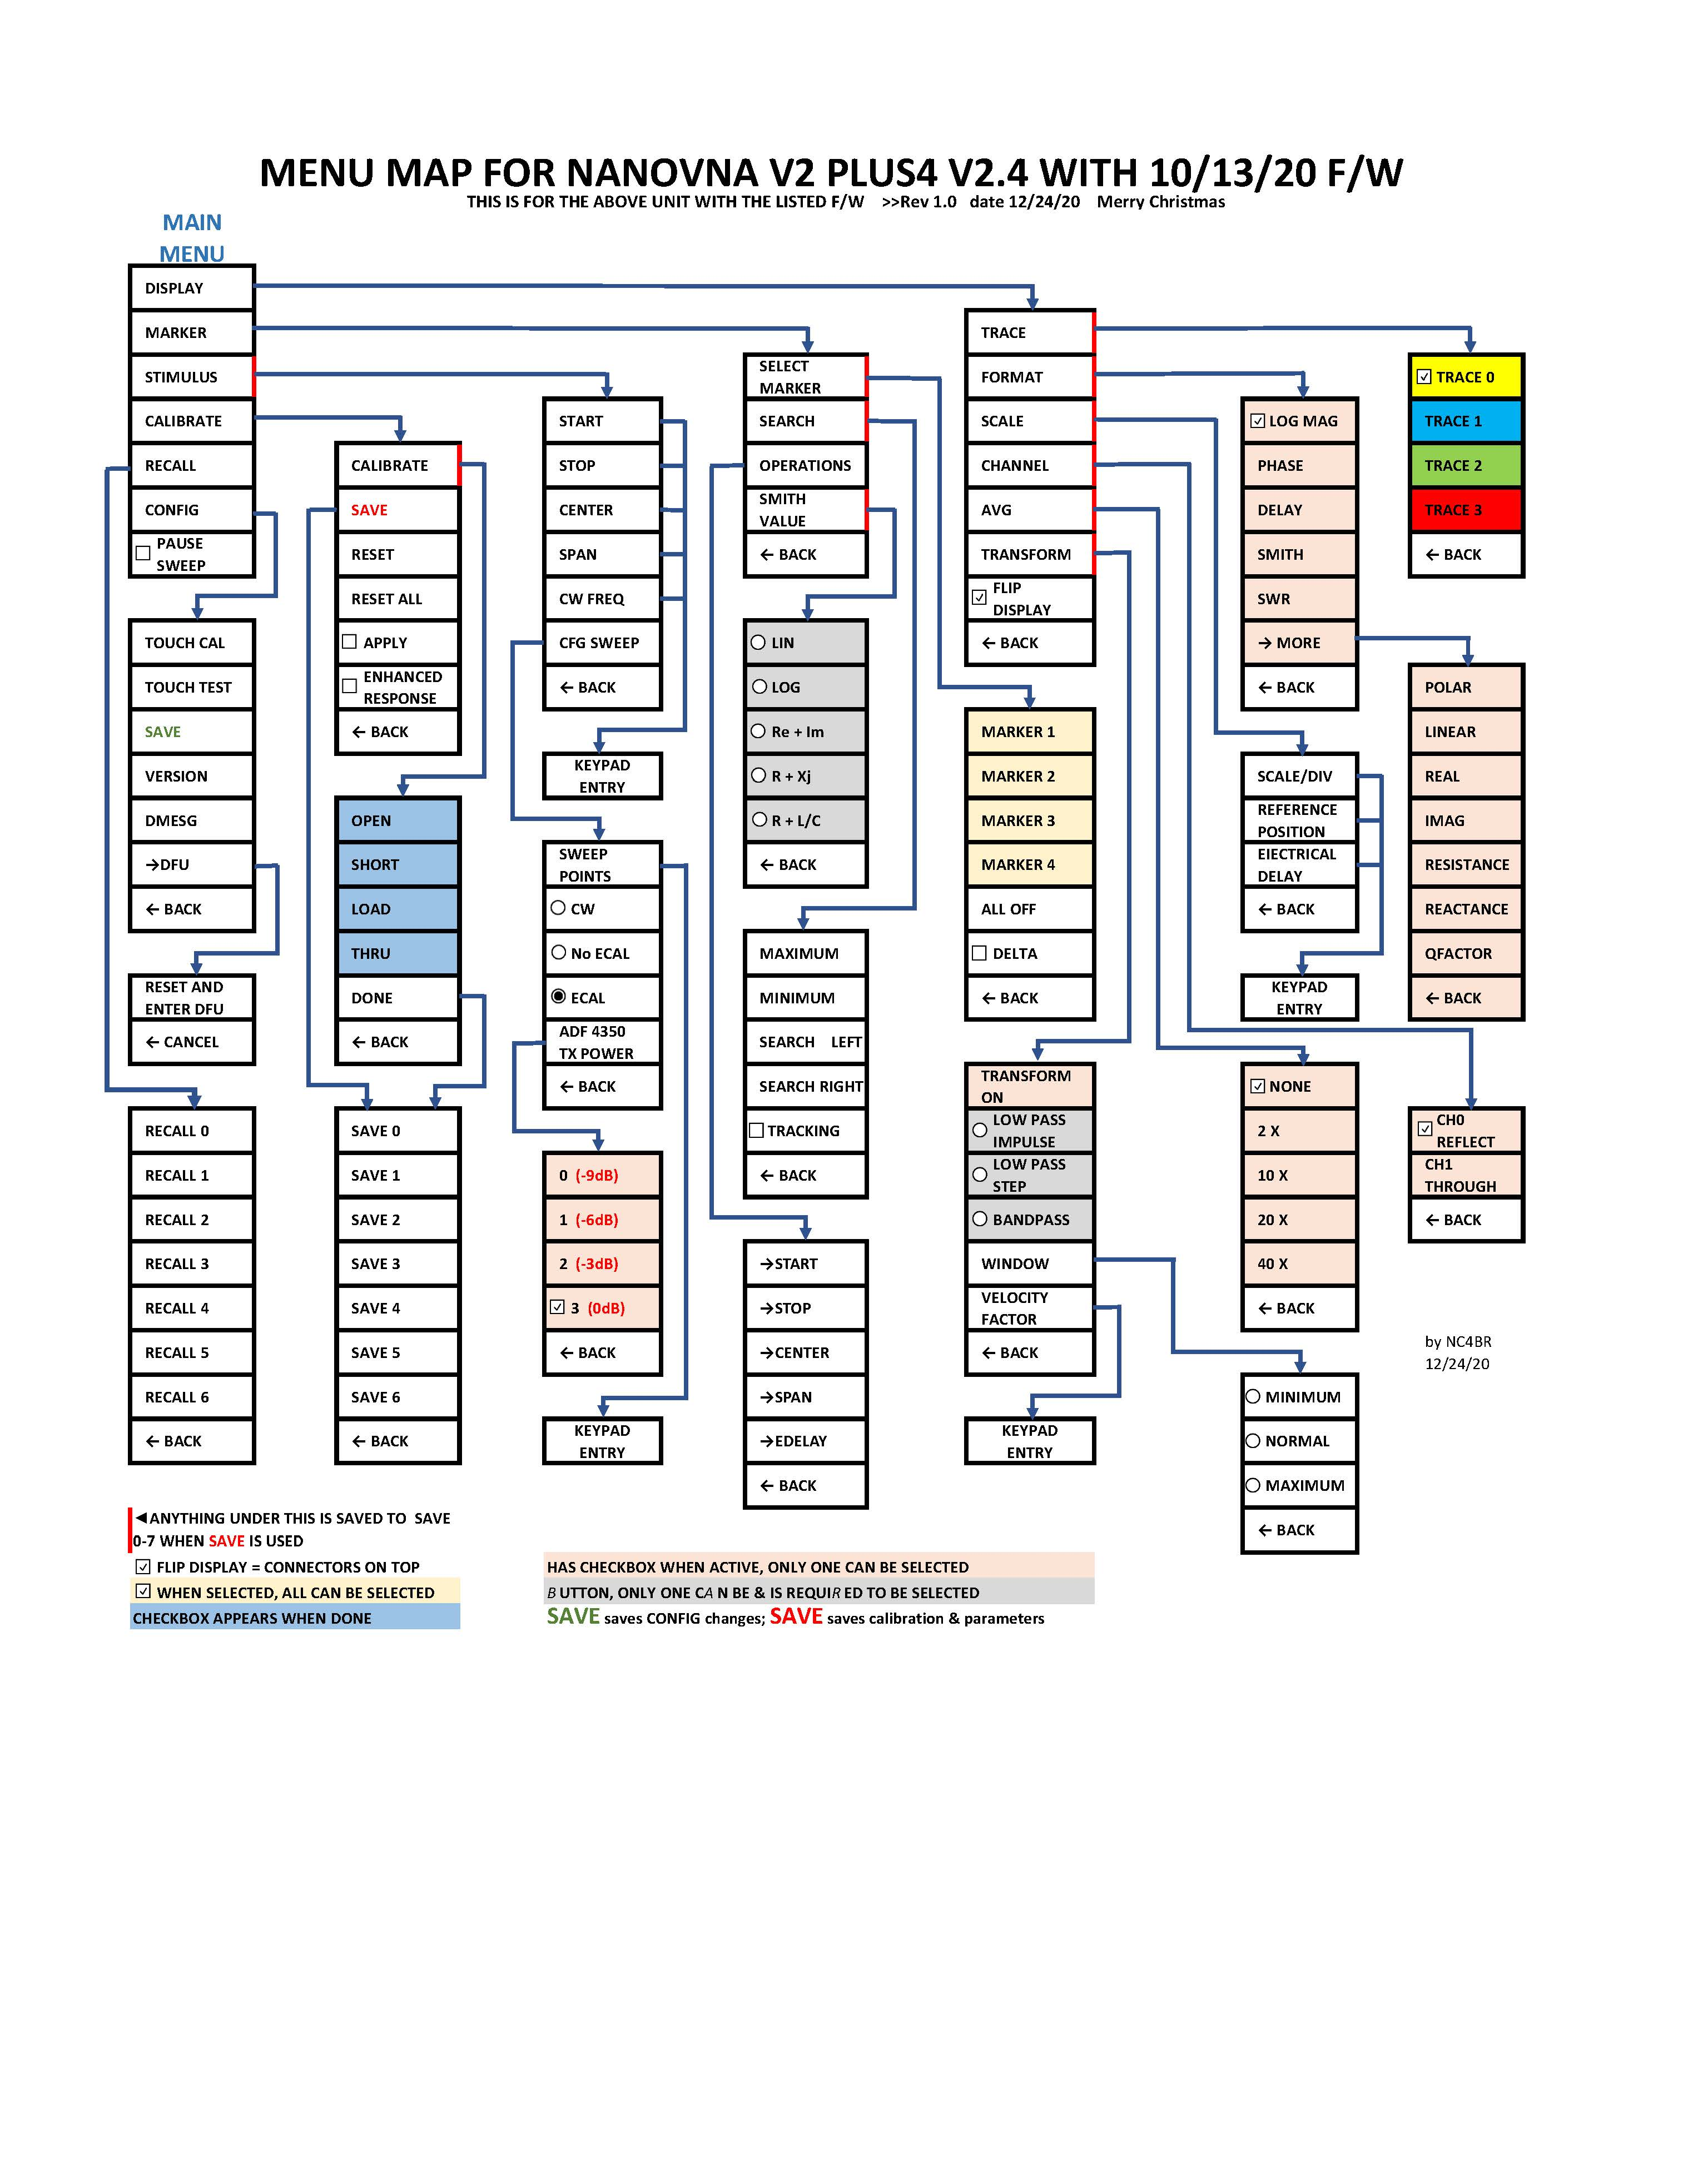 MENU MAP FOR NANOVNA V2 PLUS4 V2.4 WITH 10/13/20 F/W
THIS IS FOR THE ABOVE UNIT WITH THE LISTED F/W >>Rev 1.0 date 12/24/20 Merry Christmas
MAIN
MENU
DISPLAY
MARKER
STIMULUS
CALIBRATE
RECALL
CONFIG
PAUSE
SWEEP
TOUCH CAL
TOUCH TEST
SAVE
VERSION
DMESG
→DFU
← BACK
RESET AND
ENTER DFU
← CANCEL
RECALL 0
RECALL 1
RECALL 2
RECALL 3
RECALL 4
RECALL 5
RECALL 6
← BACK
CALIBRATE
SAVE
RESET
RESET ALL
APPLY
ENHANCED
RESPONSE
← BACK
OPEN
SHORT
LOAD
THRU
DONE
← BACK
SAVE 0
SAVE 1
SAVE 2
SAVE 3
SAVE 4
SAVE 5
SAVE 6
← BACK
START
STOP
CENTER
SPAN
CW FREQ
CFG SWEEP
← BACK
KEYPAD
ENTRY
SWEEP
POINTS
CW
No ECAL
ECAL
ADF 4350
TX POWER
← BACK
0 (-9dB)
1 (-6dB)
2 (-3dB)
3 (0dB)
← BACK
KEYPAD
ENTRY
SELECT
MARKER
SEARCH
OPERATIONS
SMITH
VALUE
← BACK
LIN
LOG
Re + Im
R + Xj
R + L/C
← BACK
MAXIMUM
MINIMUM
SEARCH LEFT
SEARCH RIGHT
TRACKING
← BACK
→START
→STOP
→CENTER
→SPAN
→EDELAY
← BACK
TRACE
FORMAT
SCALE
CHANNEL
AVG
TRANSFORM
FLIP
DISPLAY
← BACK
MARKER 1
MARKER 2
MARKER 3
MARKER 4
ALL OFF
DELTA
← BACK
TRANSFORM
ON
LOW PASS
IMPULSE
LOW PASS
STEP
BANDPASS
WINDOW
VELOCITY
FACTOR
← BACK
KEYPAD
ENTRY
LOG MAG
PHASE
DELAY
SMITH
SWR
→ MORE
← BACK
SCALE/DIV
REFERENCE
POSITION
EIECTRICAL
DELAY
← BACK
KEYPAD
ENTRY
NONE
2 X
10 X
20 X
40 X
← BACK
MINIMUM
NORMAL
MAXIMUM
← BACK
TRACE 0
TRACE 1
TRACE 2
TRACE 3
← BACK
POLAR
LINEAR
REAL
IMAG
RESISTANCE
REACTANCE
QFACTOR
← BACK
CH0
REFLECT
CH1
THROUGH
← BACK
by NC4BR
12/24/20
◄ANYTHING UNDER THIS IS SAVED TO SAVE
0-7 WHEN SAVE IS USED
FLIP DISPLAY = CONNECTORS ON TOP
WHEN SELECTED, ALL CAN BE SELECTED
CHECKBOX APPEARS WHEN DONE
HAS CHECKBOX WHEN ACTIVE, ONLY ONE CAN BE SELECTED
B UTTON, ONLY ONE CA N BE & IS REQUIR ED TO BE SELECTED
SAVE saves CONFIG changes; SAVE saves calibration & parameters